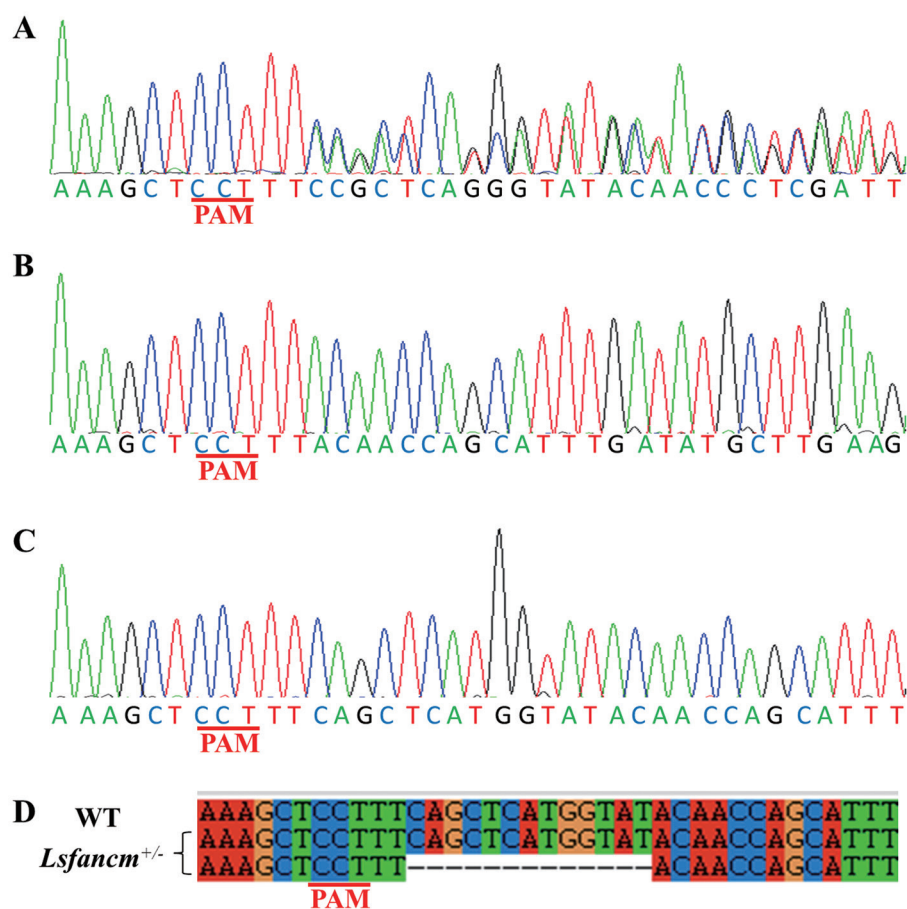 A
AAAGCTCCTTTCCGCTCAGGGTATACAACCCTCGATT
PAM
B
AAAGCTCCTTTACAACCAGCATTTGATATGCTTGAAG
PAM
C
AAAGCTCCTTTCAGCTCATGGTATACAACCAGCATTT
PAM
D WT AAAGCTCCTTTCAGCTCATGGTATACAACCAGCATTT
Lsfancm+/- AAAGCTCCTTTCAGCTCATGGTATACAACCAGCATTT
AAAGCTCCTTT-------------ACAACCAGCATTT
PAM